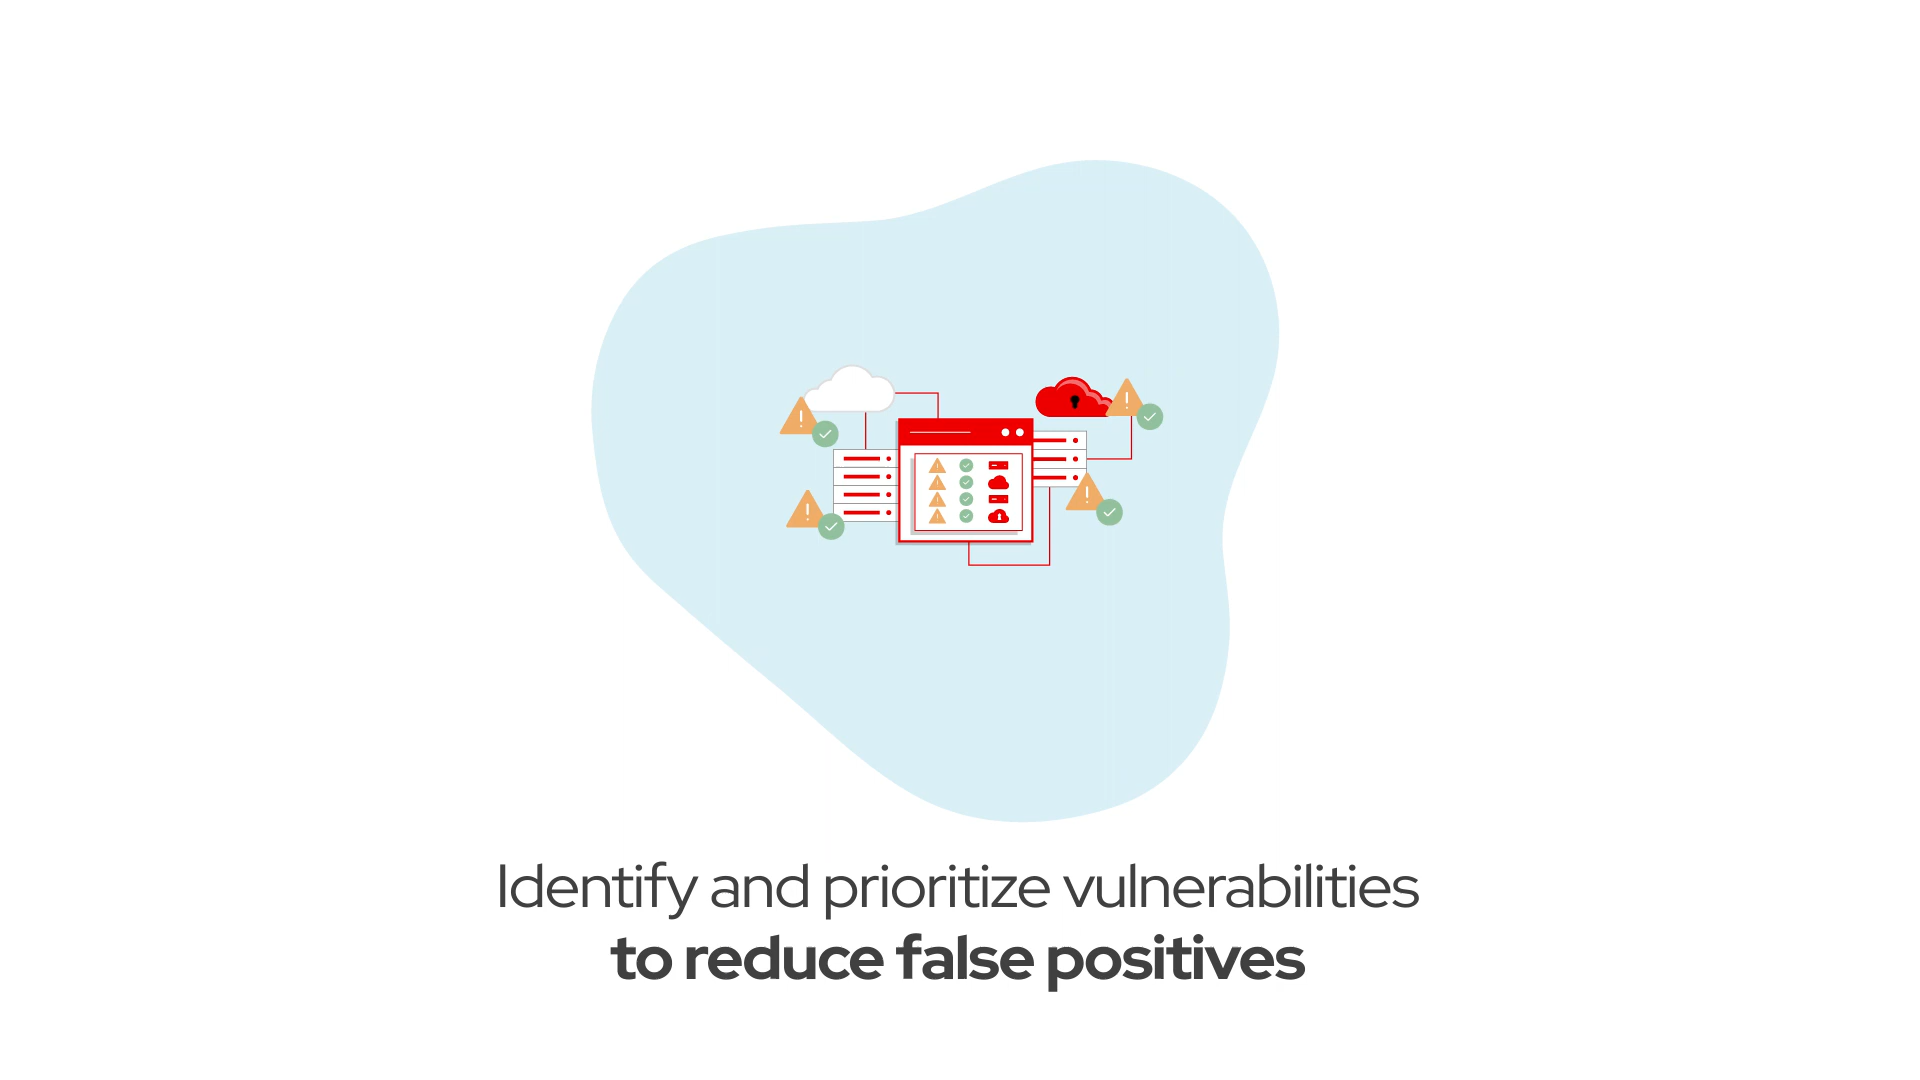 Identify and prioritize vulnerabilities
to reduce false positives